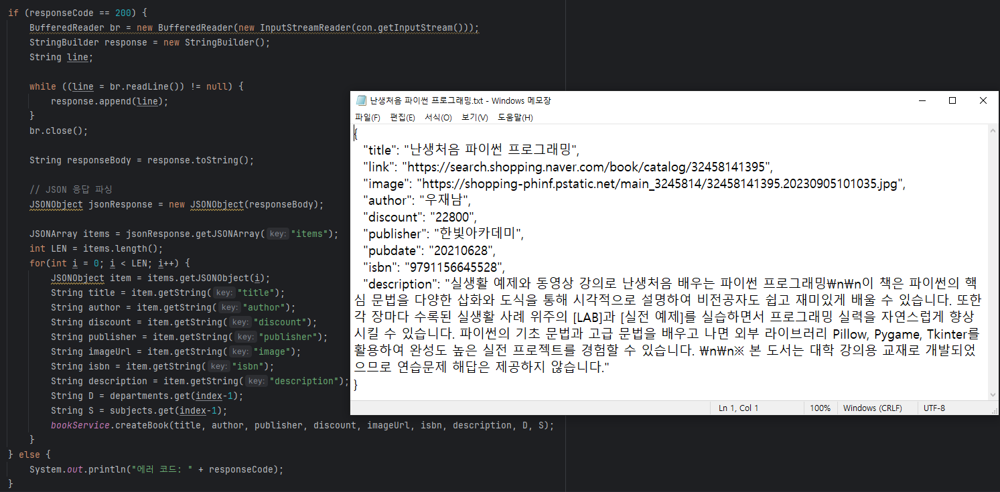 if (responseCode == 200) {
BufferedReader br = new BufferedReader(new InputStreamReader(con.getInputStream()));
StringBuilder response = new StringBuilder();
String line;
while ((line = br.readLine()) != null) {
response.append(line);
}
br.close();
String responseBody = response.toString();
// JSON 응답 파싱
JSONObject jsonResponse = new JSONObject(responseBody);
JSONArray items = jsonResponse.getJSONArray( key: "items");
int LEN = items.length();
for(int i = 0; i < LEN; i++) {
JSONObject item = items.getJSONObject(i);
String title = item.getString( key: "title");
String author = item.getString( key: "author");
String discount = item.getString( key: "discount");
String publisher = item.getString( key: "publisher");
String imageUrl = item.getString( key: "image");
String isbn = item.getString( key: "isbn");
String description = item.getString( key: "description");
String D = departments.get(index-1);
String S = subjects.get(index-1);
bookService.createBook(title, author, publisher, discount, imageUrl, isbn, description, D, S);
}
} else {
System.out.println("에러 코드: " + responseCode);
}
난생처음 파이썬 프로그래밍.txt - Windows 메모장
파일(F) 편집(E) 서식(O) 보기(V) 도움말(H)
{
"title": "난생처음 파이썬 프로그래밍",
"link": "https://search.shopping.naver.com/book/catalog/32458141395",
"image": "https://shopping-phinf.pstatic.net/main_3245814/32458141395.20230905101035.jpg",
"author": "우재남",
"discount": "22800",
"publisher": "한빛아카데미",
"pubdate": "20210628",
"isbn": "9791156645528",
"description": "실생활 예제와 동영상 강의로 난생처음 배우는 파이썬 프로그래밍₩n₩n이 책은 파이썬의 핵
심 문법을 다양한 삽화와 도식을 통해 시각적으로 설명하여 비전공자도 쉽고 재미있게 배울 수 있습니다. 또한
각 장마다 수록된 실생활 사례 위주의 [LAB]과 [실전 예제]를 실습하면서 프로그래밍 실력을 자연스럽게 향상
시킬 수 있습니다. 파이썬의 기초 문법과 고급 문법을 배우고 나면 외부 라이브러리 Pillow, Pygame, Tkinter를
활용하여 완성도 높은 실전 프로젝트를 경험할 수 있습니다. ₩n₩n※ 본 도서는 대학 강의용 교재로 개발되었
으므로 연습문제 해답은 제공하지 않습니다."
}
Ln 1, Col 1 100% Windows (CRLF) UTF-8